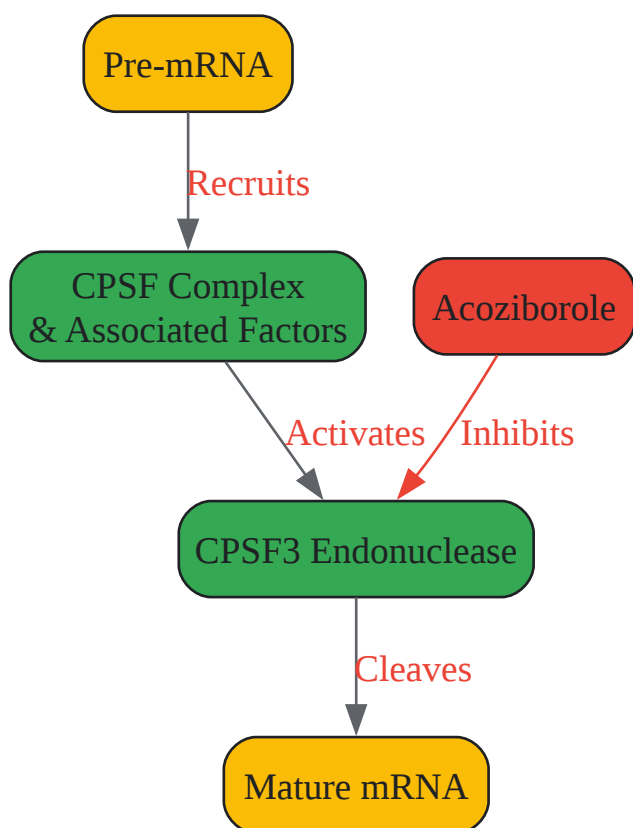 Pre-mRNA
Recruits
CPSF Complex
& Associated Factors
Acoziborole
Activates
Inhibits
CPSF3 Endonuclease
Cleaves
Mature mRNA